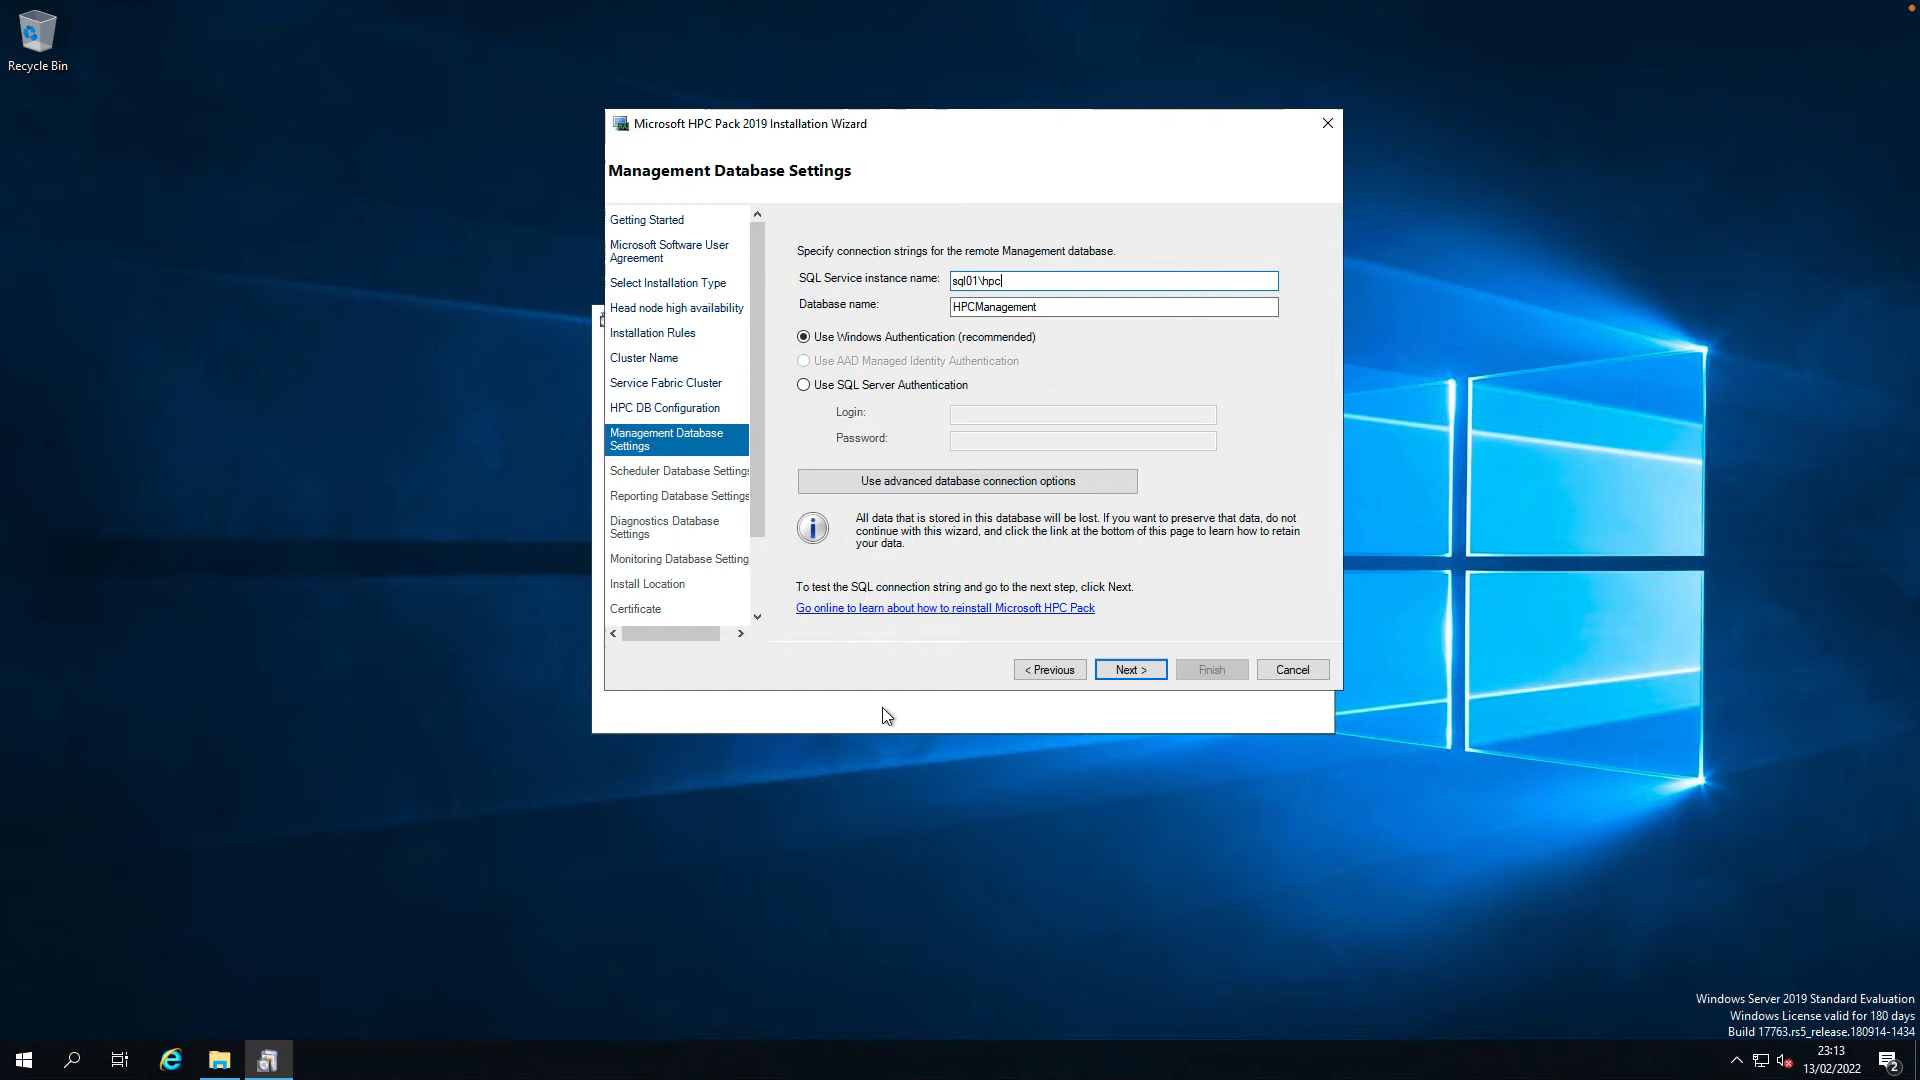 Recycle Bin
Microsoft HPC Pack 2019 Installation Wizard
Management Database Settings
Getting Started
Microsoft Software User
Agreement
Select Installation Type
Head node high availability
Installation Rules
Cluster Name
Service Fabric Cluster
HPC DB Configuration
Management Database
Settings
Scheduler Database Settings
Reporting Database Settings
Diagnostics Database
Settings
Monitoring Database Setting
Install Location
Certificate
Specify connection strings for the remote Management database.
SQL Service instance name: sql01\hpc
Database name: HPCManagement
Use Windows Authentication (recommended)
Use AAD Managed Identity Authentication
Use SQL Server Authentication
Login:
Password:
Use advanced database connection options
All data that is stored in this database will be lost. If you want to preserve that data, do not
continue with this wizard, and click the link at the bottom of this page to learn how to retain
your data.
To test the SQL connection string and go to the next step, click Next.
Go online to learn about how to reinstall Microsoft HPC Pack
< Previous Next > Finish Cancel
Windows Server 2019 Standard Evaluation
Windows License valid for 180 days
Build 17763.rs5_release.180914-1434
23:13
13/02/2022
2